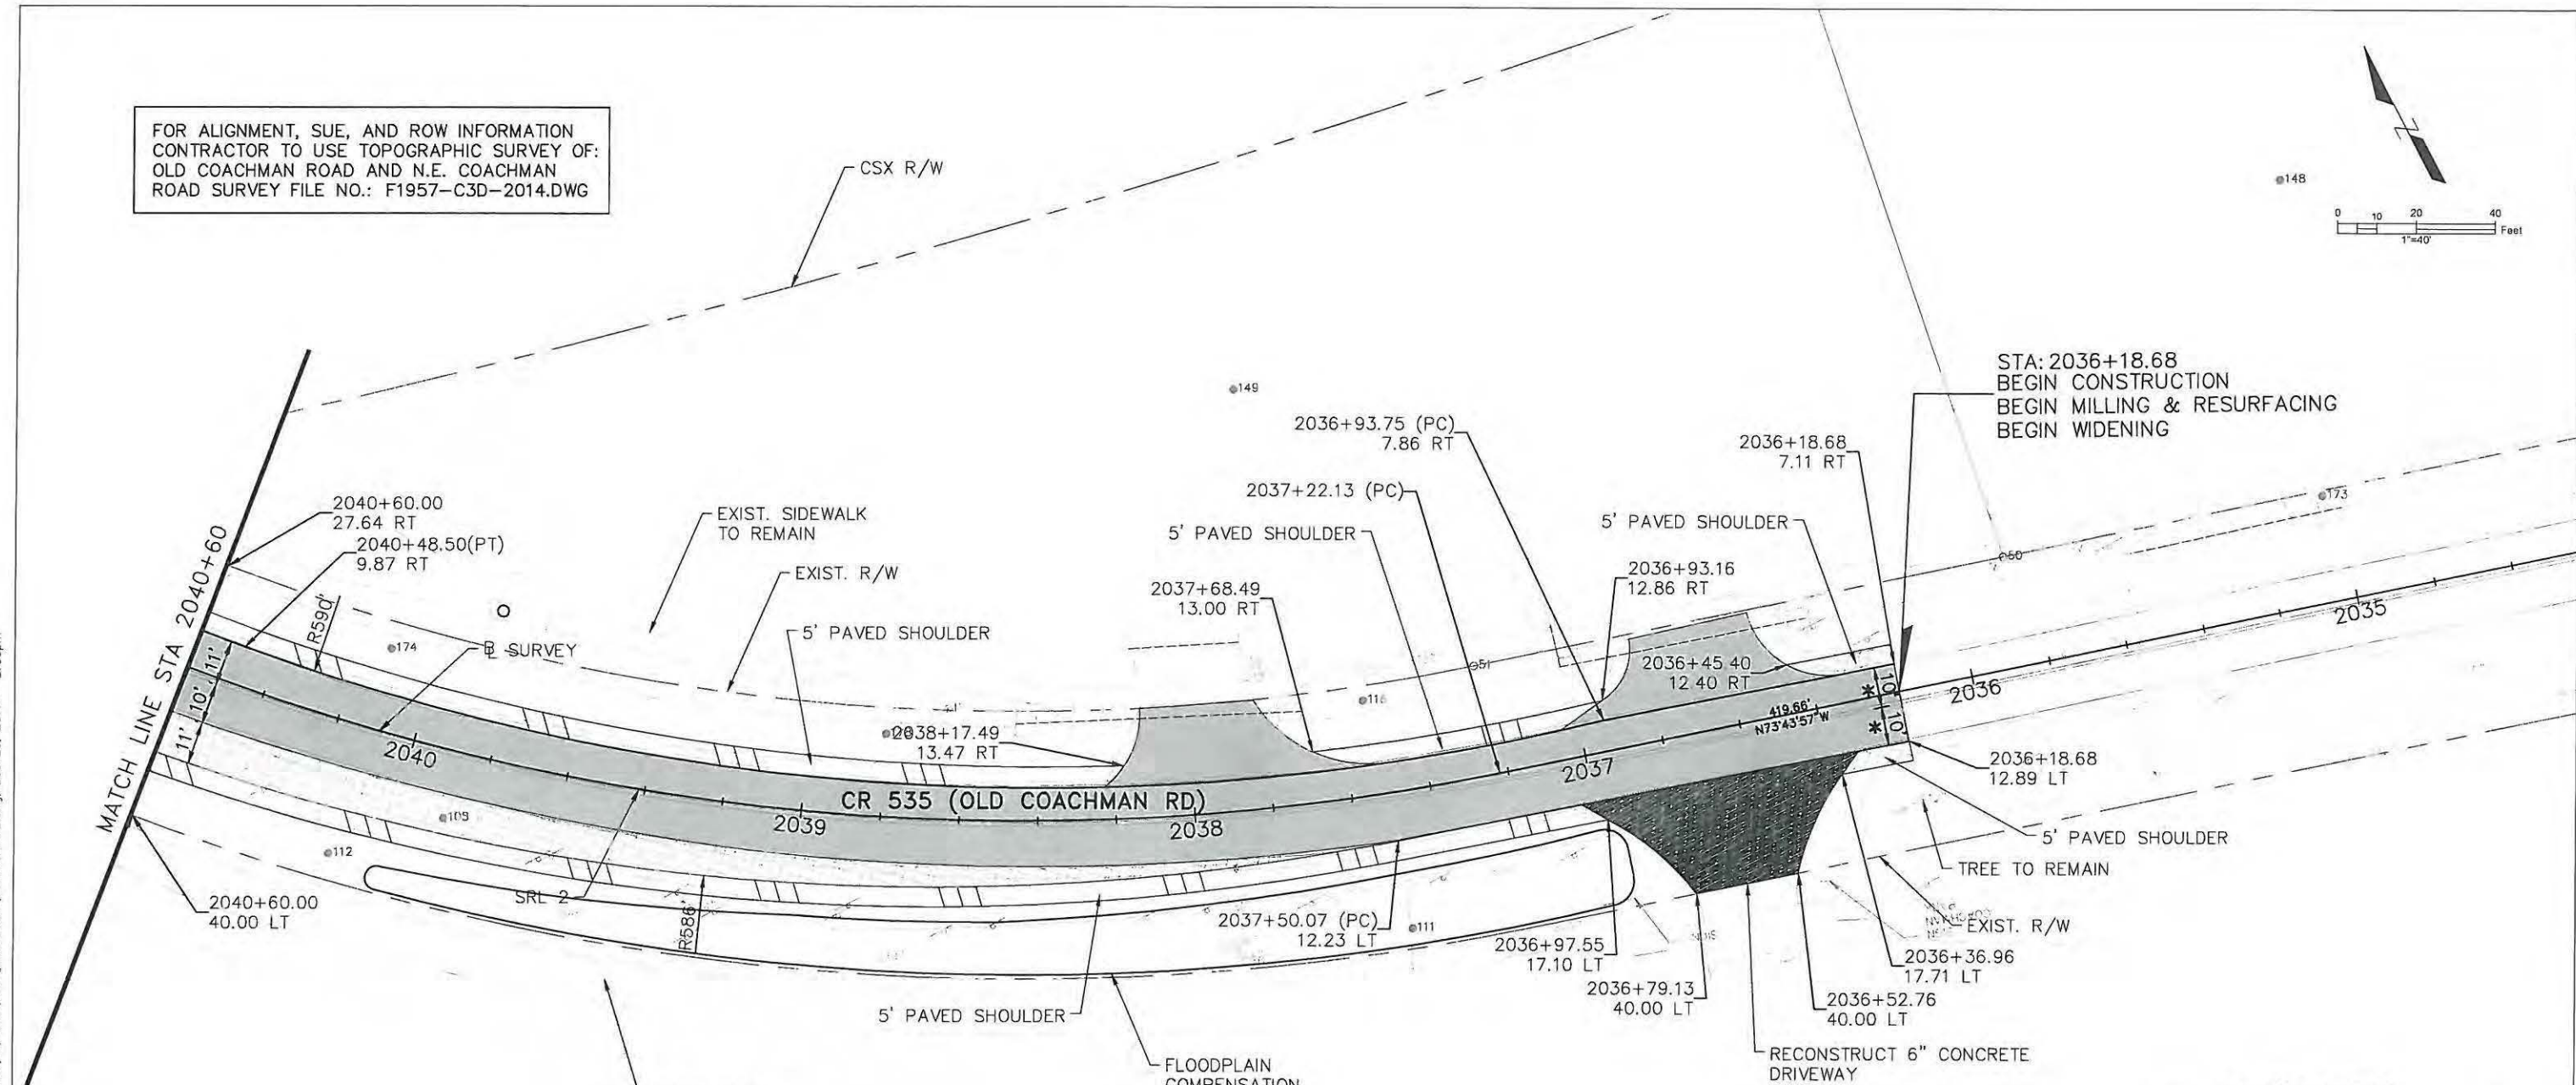 FOR ALIGNMENT, SUE, AND ROW INFORMATION
CONTRACTOR TO USE TOPOGRAPHIC SURVEY OF:
OLD COACHMAN ROAD AND N.E. COACHMAN
ROAD SURVEY FILE NO.: F1957-C3D-2014.DWG
CSX R/W
Z
148
0 10 20 40
Feet
1"=40'
149
STA: 2036+18.68
BEGIN CONSTRUCTION
BEGIN MILLING & RESURFACING
BEGIN WIDENING
2036+93.75 (PC)
7.86 RT
2036+18.68
7.11 RT
2037+22.13 (PC)
173
2040+60.00
27.64 RT
2040+48.50(PT)
9.87 RT
EXIST. SIDEWALK
TO REMAIN
5' PAVED SHOULDER
5' PAVED SHOULDER
EXIST. R/W
2036+93.16
12.86 RT
2037+68.49
13.00 RT
MATCH LINE STA 2040+60
R590'
5' PAVED SHOULDER
174
BL SURVEY
2035
2036+45.40
12.40 RT
10'
*
2036
11'
10'
11'
116
419.66'
N73°43'57"W
*
10'
2038+17.49
13.47 RT
2040
2037
2036+18.68
12.89 LT
CR 535 (OLD COACHMAN RD)
2039
2038
109
112
5' PAVED SHOULDER
TREE TO REMAIN
SRL 2
2040+60.00
40.00 LT
R586'
2037+50.07 (PC)
12.23 LT
111
EXIST. R/W
2036+97.55
17.10 LT
2036+36.96
17.71 LT
2036+79.13
40.00 LT
2036+52.76
40.00 LT
5' PAVED SHOULDER
RECONSTRUCT 6" CONCRETE
DRIVEWAY
FLOODPLAIN
COMPENSATION